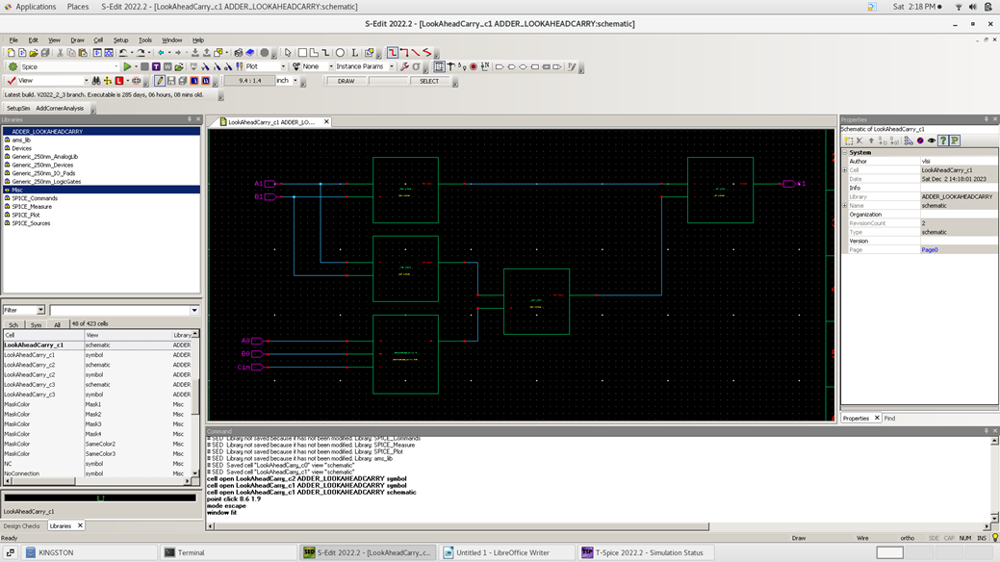 Applications Places S-Edit 2022.2 - [LookAheadCarry_c1 ADDER_LOOKAHEADCARRY:schematic] Sat 2:18 PM
S-Edit 2022.2 - [LookAheadCarry_c1 ADDER_LOOKAHEADCARRY:schematic]
File Edit View Draw Cell Setup Tools Window Help
Spice Plot None Instance Params
View 9.4 : 1.4 inch DRAW SELECT
Latest build. Y2022_2_3 branch. Executable is 285 days, 06 hours, 08 mins old.
SetupSim AddCornerAnalysis
Libraries
ADDER_LOOKAHEADCARRY
ams_lib
Devices
Generic_250nm_AnalogLib
Generic_250nm_Devices
Generic_250nm_IO_Pads
Generic_250nm_LogicGates
Misc
SPICE_Commands
SPICE_Measure
SPICE_Plot
SPICE_Sources
Filter
Sch Sym All 48 of 423 cells
Cell View Library
LookAheadCarry_c1 schematic ADDER
LookAheadCarry_c1 symbol ADDER
LookAheadCarry_c2 schematic ADDER
LookAheadCarry_c2 symbol ADDER
LookAheadCarry_c3 schematic ADDER
LookAheadCarry_c3 symbol ADDER
MaskColor Mask1 Misc
MaskColor Mask2 Misc
MaskColor Mask3 Misc
MaskColor Mask4 Misc
MaskColor SameColor2 Misc
MaskColor SameColor3 Misc
NC symbol Misc
NoConnection symbol Misc
LookAheadCarry_c1
Design Checks Libraries
LookAheadCarry_c1 ADDER_LO...
A1
B1
A0
B0
Cin
Properties
Schematic of LookAheadCarry_c1
System
Author vlsi
Cell LookAheadCarry_c1
Date Sat Dec 2 14:18:01 2023
Info
Library ADDER_LOOKAHEADCARRY
Name schematic
Organization
RevisionCount 2
Type schematic
Version
Page Page0
Properties Find
Command
# SED Library not saved because it has not been modified. Library: SPICE_Commands
# SED Library not saved because it has not been modified. Library: SPICE_Measure
# SED Library not saved because it has not been modified. Library: SPICE_Plot
# SED Library not saved because it has not been modified. Library: ams_lib
# SED Saved cell "LookAheadCarry_c0" view "schematic"
# SED Saved cell "LookAheadCarry_c1" view "schematic"
cell open LookAheadCarry_c2 ADDER_LOOKAHEADCARRY symbol
cell open LookAheadCarry_c1 ADDER_LOOKAHEADCARRY symbol
cell open LookAheadCarry_c1 ADDER_LOOKAHEADCARRY schematic
point click 8.6 1.9
mode escape
window fit
Ready Draw Wire ortho SDE CAP NUM INS
KINGSTON Terminal S-Edit 2022.2 - [LookAheadCarry_c... Untitled 1 - LibreOffice Writer T-Spice 2022.2 - Simulation Status